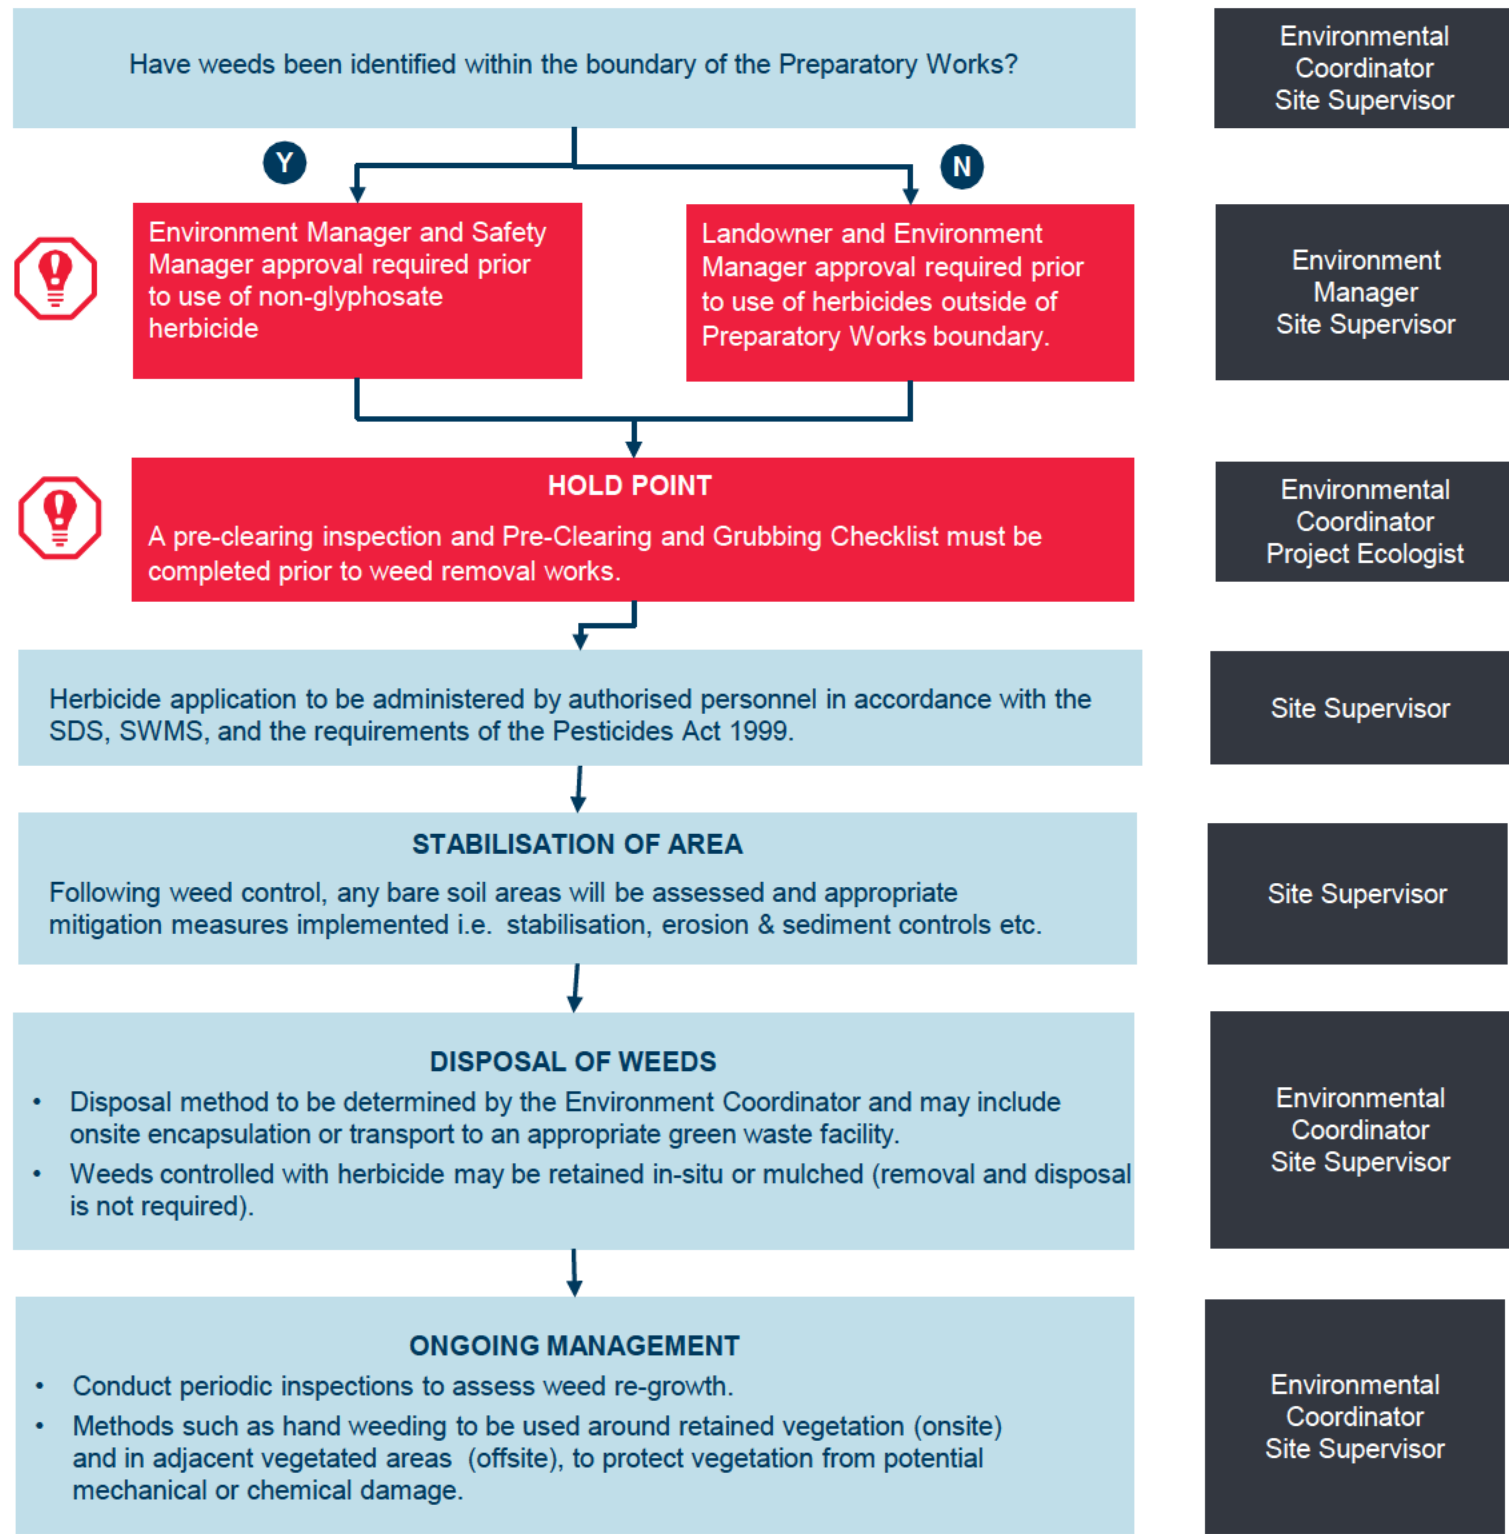 Have weeds been identified within the boundary of the Preparatory Works?
Environmental
Coordinator
Site Supervisor
Y
N
Environment Manager and Safety
Manager approval required prior
to use of non-glyphosate
herbicide
Landowner and Environment
Manager approval required prior
to use of herbicides outside of
Preparatory Works boundary.
Environment
Manager
Site Supervisor
HOLD POINT
A pre-clearing inspection and Pre-Clearing and Grubbing Checklist must be
completed prior to weed removal works.
Environmental
Coordinator
Project Ecologist
Herbicide application to be administered by authorised personnel in accordance with the
SDS, SWMS, and the requirements of the Pesticides Act 1999.
Site Supervisor
STABILISATION OF AREA
Following weed control, any bare soil areas will be assessed and appropriate
mitigation measures implemented i.e. stabilisation, erosion & sediment controls etc.
Site Supervisor
DISPOSAL OF WEEDS
• Disposal method to be determined by the Environment Coordinator and may include
onsite encapsulation or transport to an appropriate green waste facility.
• Weeds controlled with herbicide may be retained in-situ or mulched (removal and disposal
is not required).
Environmental
Coordinator
Site Supervisor
ONGOING MANAGEMENT
• Conduct periodic inspections to assess weed re-growth.
• Methods such as hand weeding to be used around retained vegetation (onsite)
and in adjacent vegetated areas (offsite), to protect vegetation from potential
mechanical or chemical damage.
Environmental
Coordinator
Site Supervisor